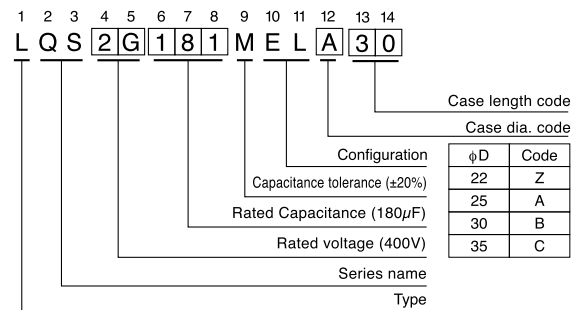 1 2 3 4 5 6 7 8 9 10 11 12 13 14
L Q S 2 G 1 8 1 M E L A 3 0
Case length code
Case dia. code
Configuration
Capacitance tolerance (±20%)
Rated Capacitance (180µF)
Rated voltage (400V)
Series name
Type
ϕD Code
22 Z
25 A
30 B
35 C